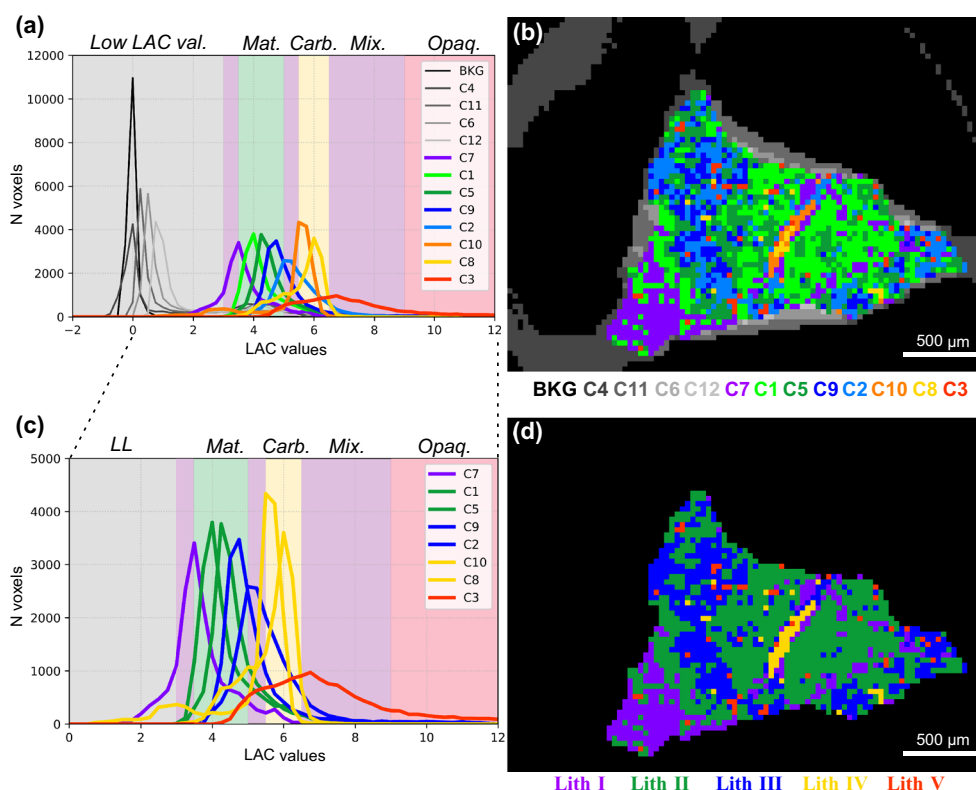 (a)
Low LAC val. Mat. Carb. Mix. Opaq.
12000
10000
8000
6000
4000
2000
0
N voxels
−2 0 2 4 6 8 10 12
LAC values
BKG
C4
C11
C6
C12
C7
C1
C5
C9
C2
C10
C8
C3
(b)
500 µm
BKG C4 C11 C6 C12 C7 C1 C5 C9 C2 C10 C8 C3
(c)
LL Mat. Carb. Mix. Opaq.
5000
4000
3000
2000
1000
0
N voxels
0 2 4 6 8 10 12
LAC values
C7
C1
C5
C9
C2
C10
C8
C3
(d)
500 µm
Lith I Lith II Lith III Lith IV Lith V